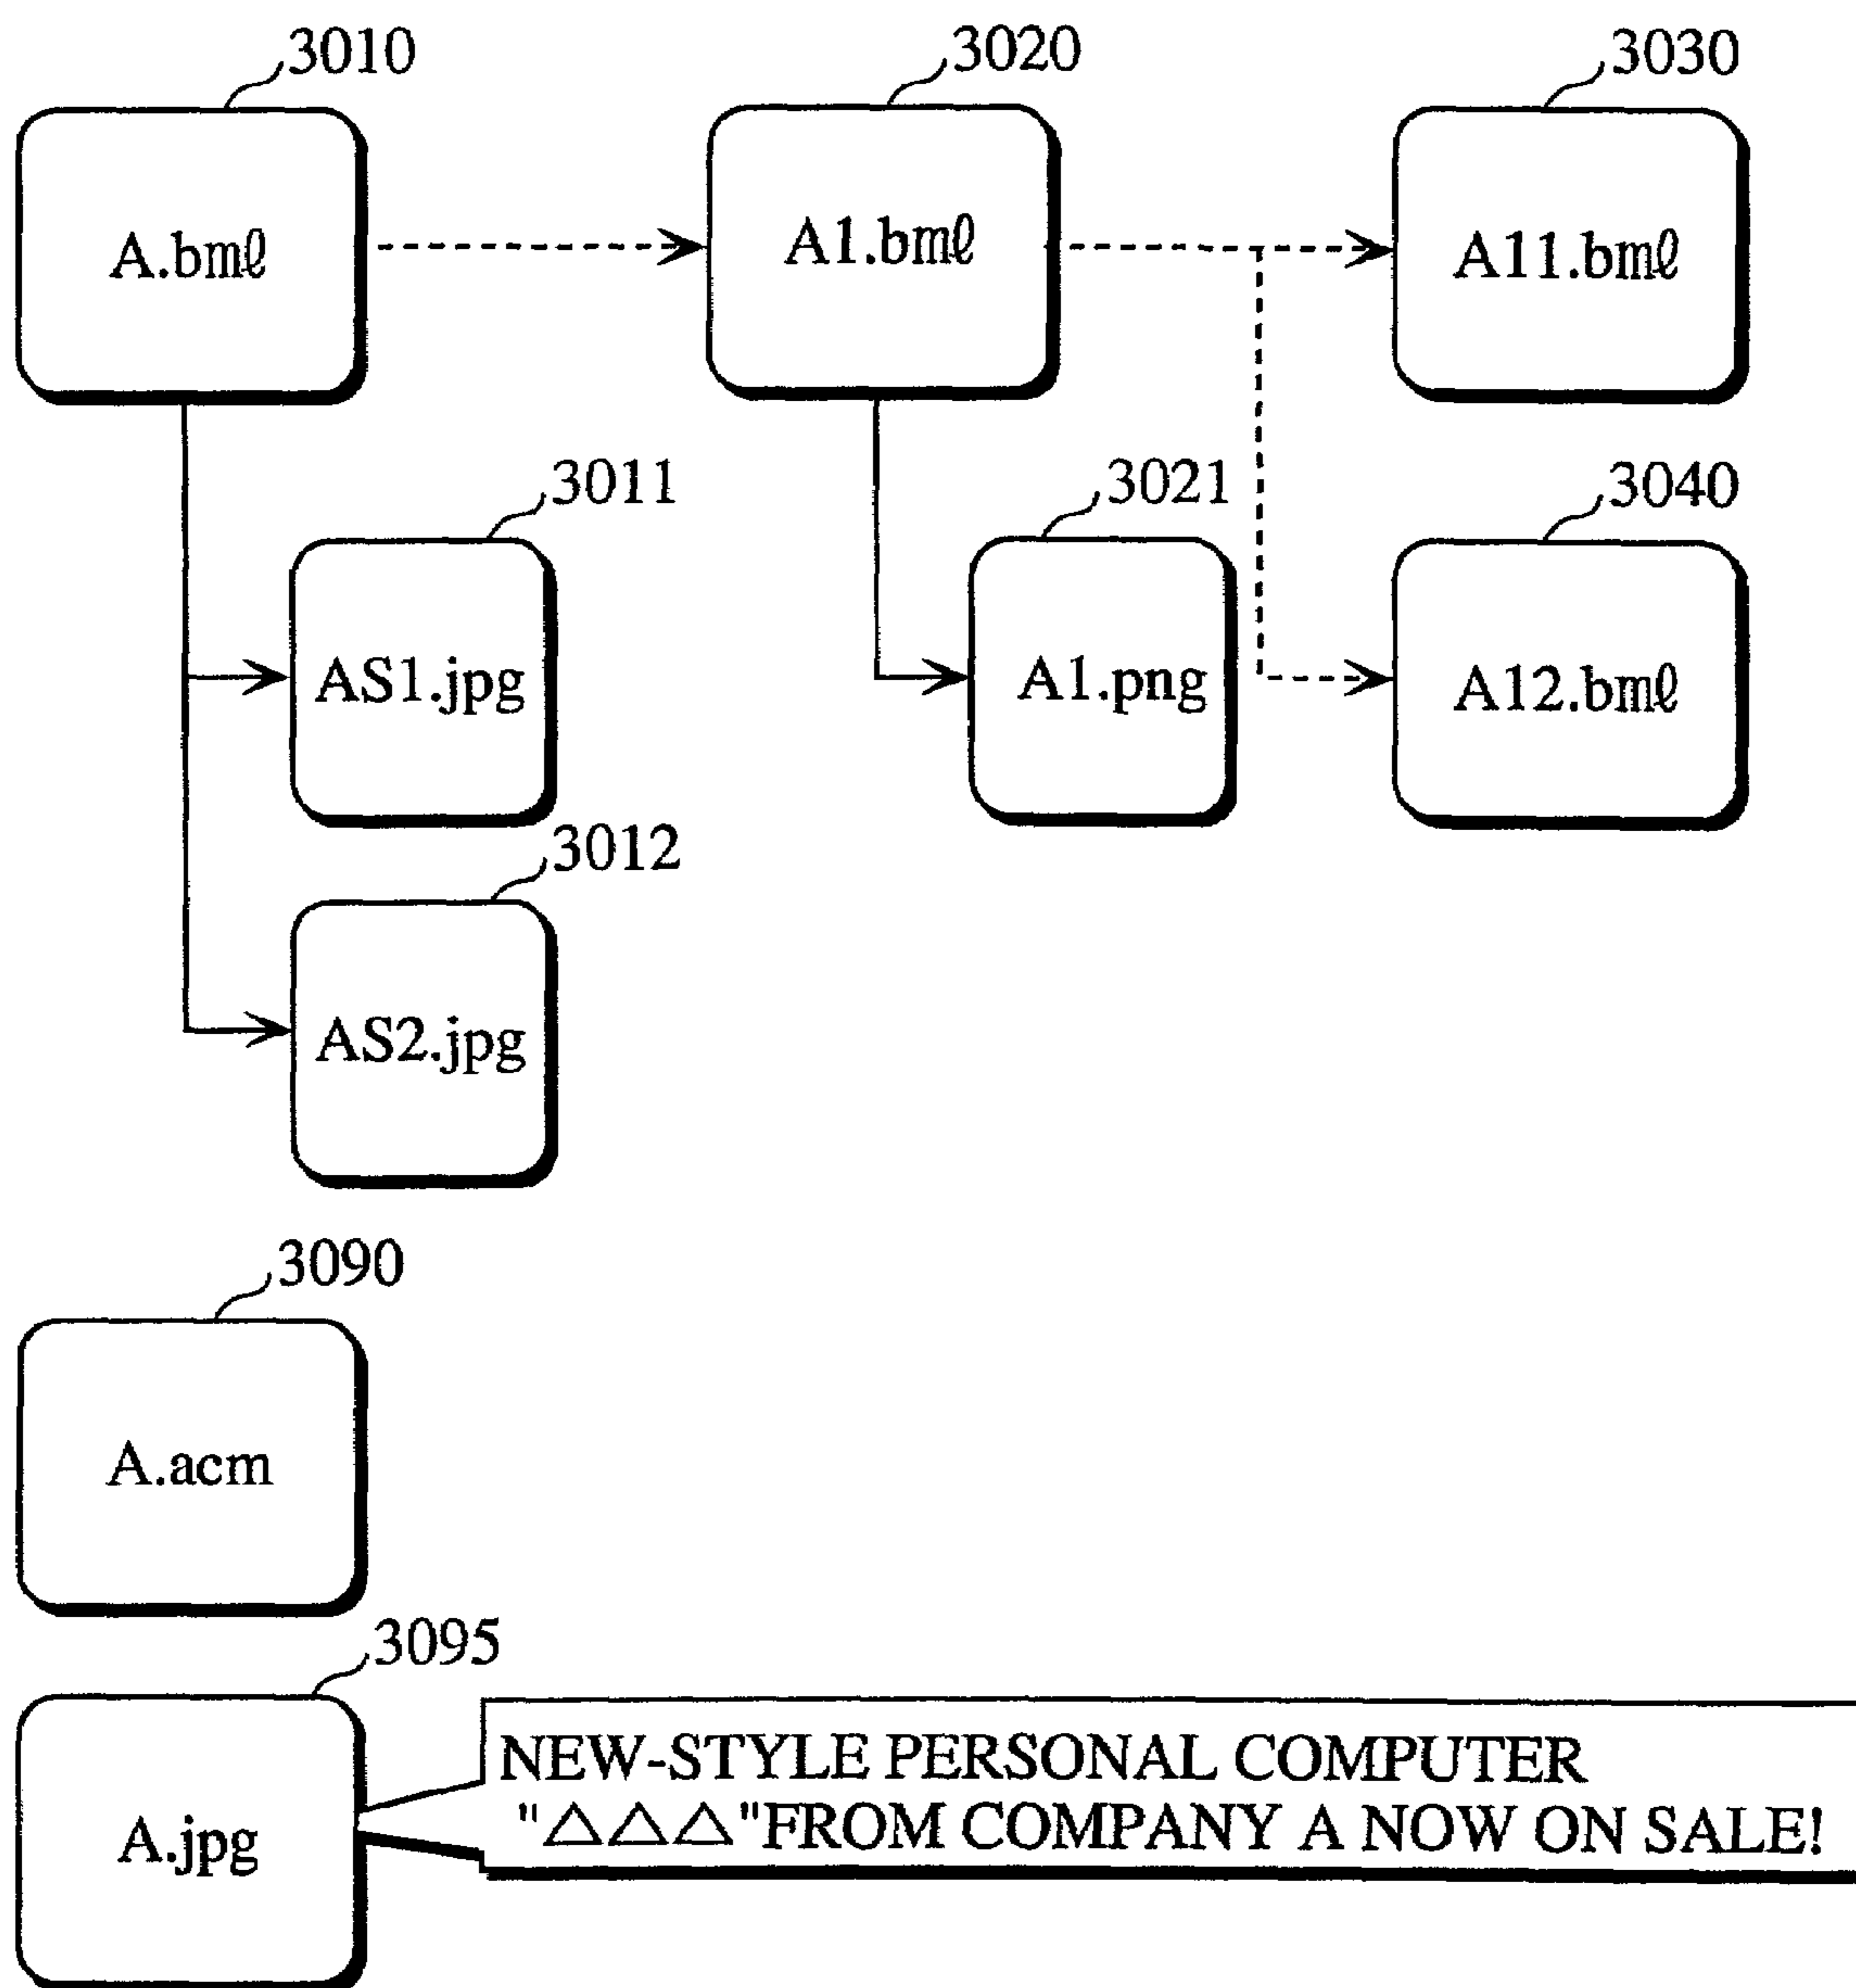 3010
3020
3030
A.bmℓ
A1.bmℓ
A11.bmℓ
3011
3021
3040
AS1.jpg
A1.png
A12.bmℓ
3012
AS2.jpg
3090
A.acm
3095
A.jpg
NEW-STYLE PERSONAL COMPUTER
"△△△"FROM COMPANY A NOW ON SALE!